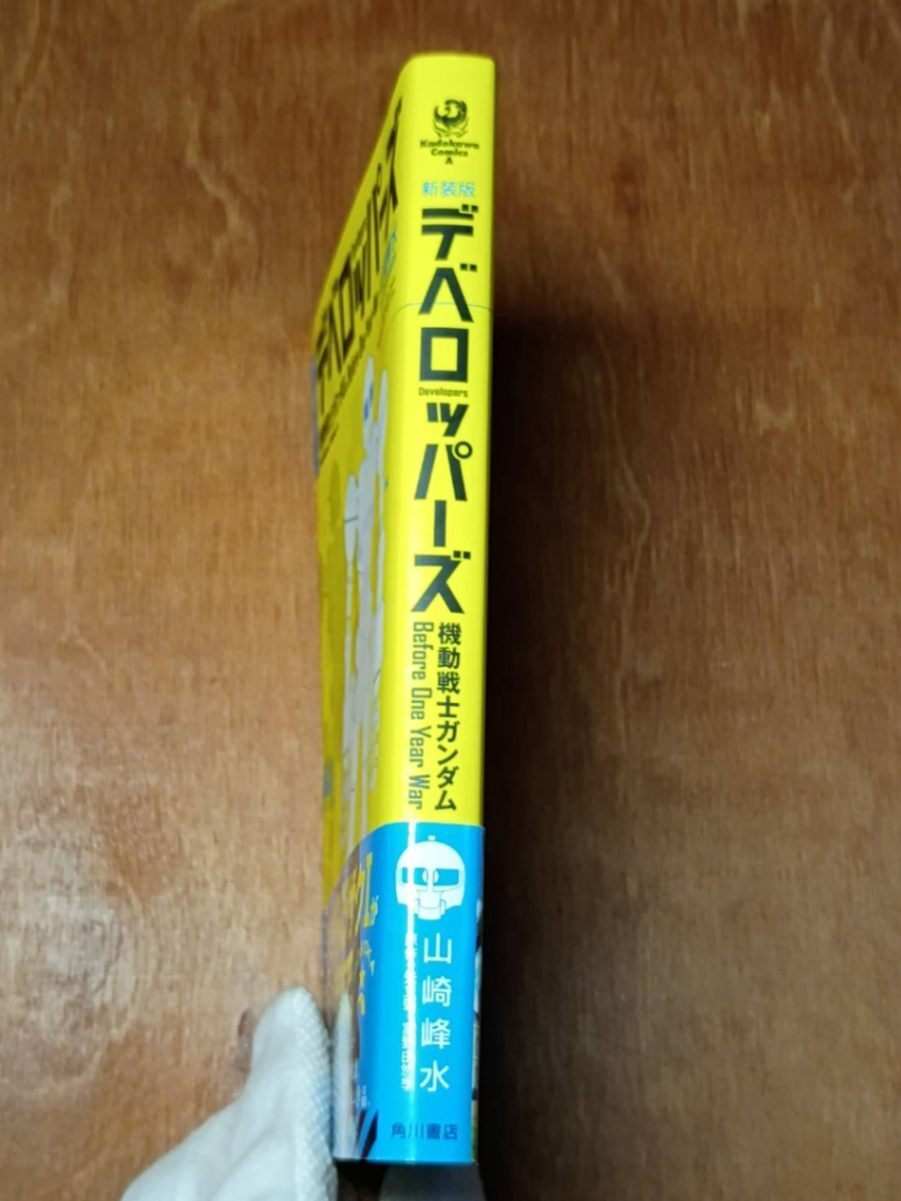 Kadokawa
Comics
A
新装版
デベロッパーズ
Developers
機動戦士ガンダム
Before One Year War
山崎峰水
角川書店